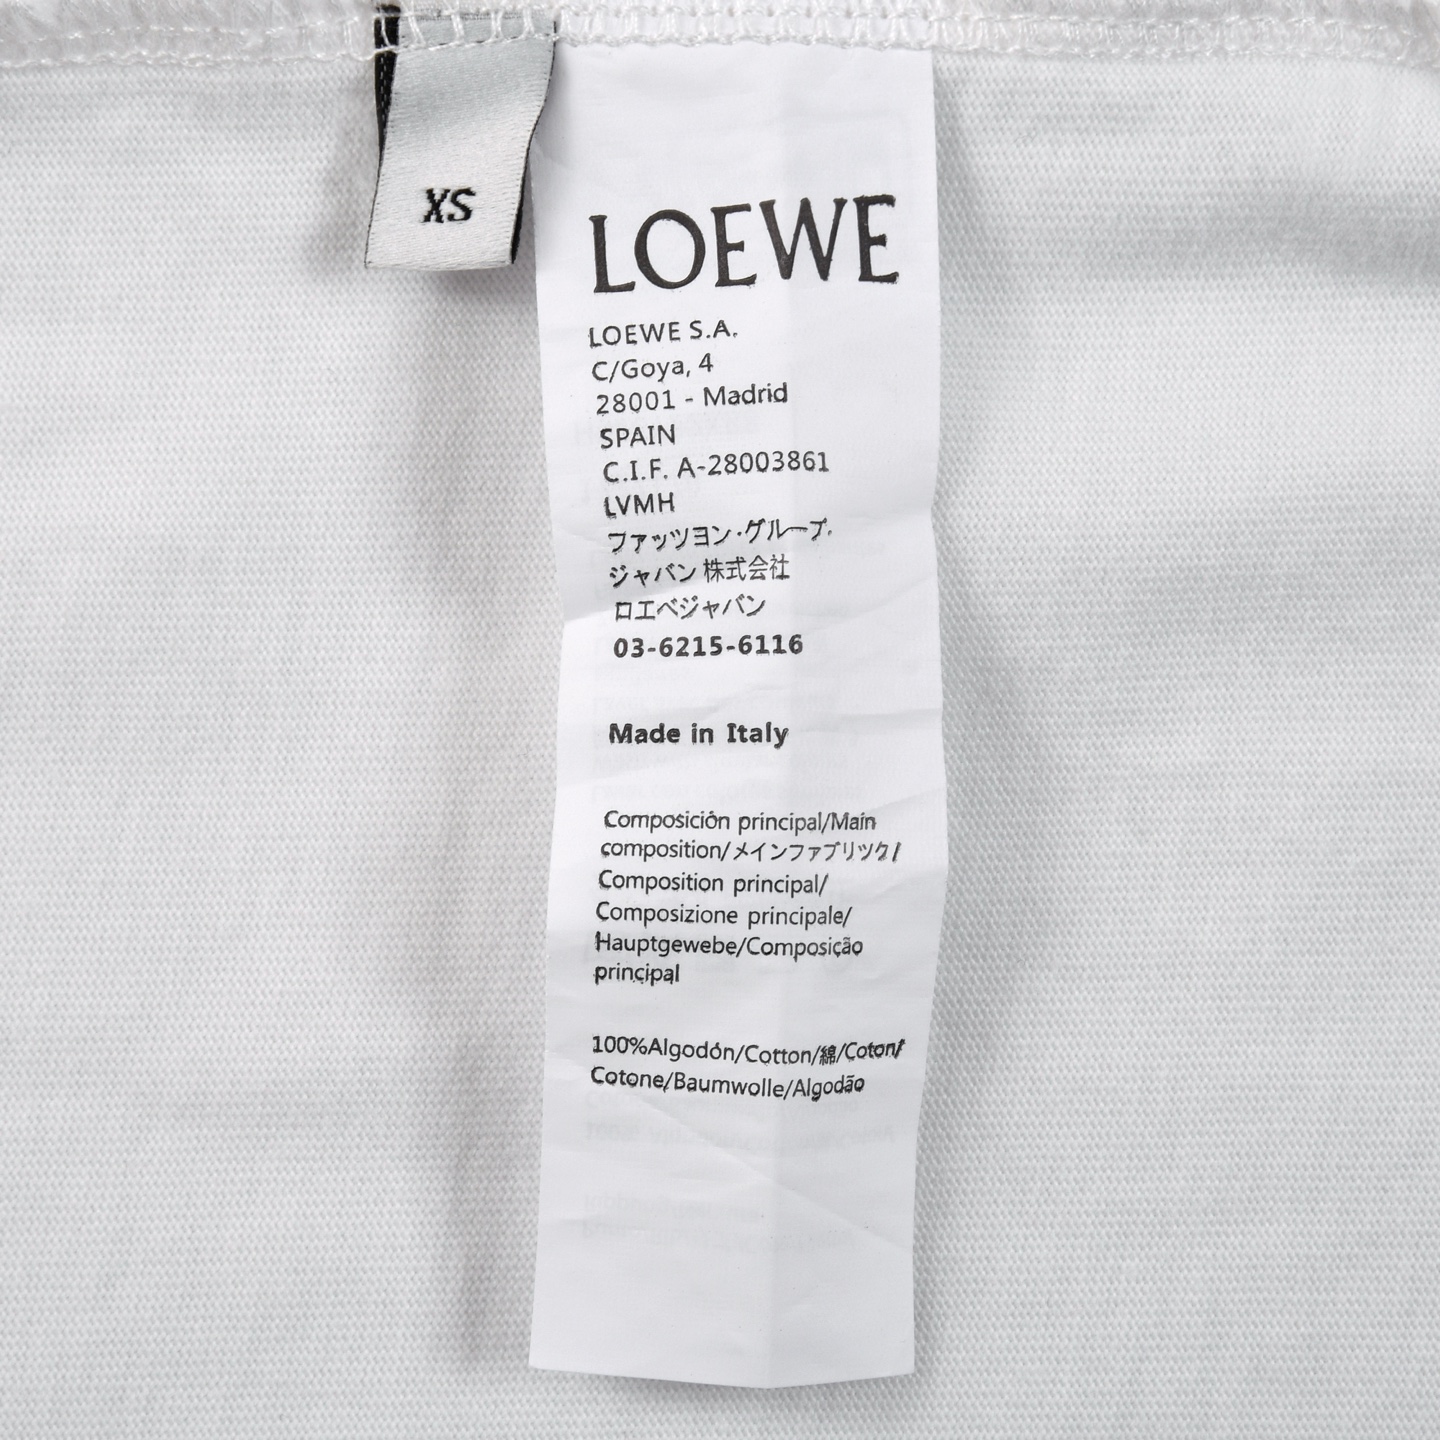 XS
LOEWE
LOEWE S.A.
C/Goya, 4
28001 - Madrid
SPAIN
C.I.F. A-28003861
LVMH
ファッツヨン・グループ.
ジャバン 株式会社
ロエベジャバン
03-6215-6116
Made in Italy
Composición principal/Main
composition/メインファブリツク/
Composition principal/
Composizione principale/
Hauptgewebe/Composição
principal
100%Algodón/Cotton/綿/Coton/
Cotone/Baumwolle/Algodão